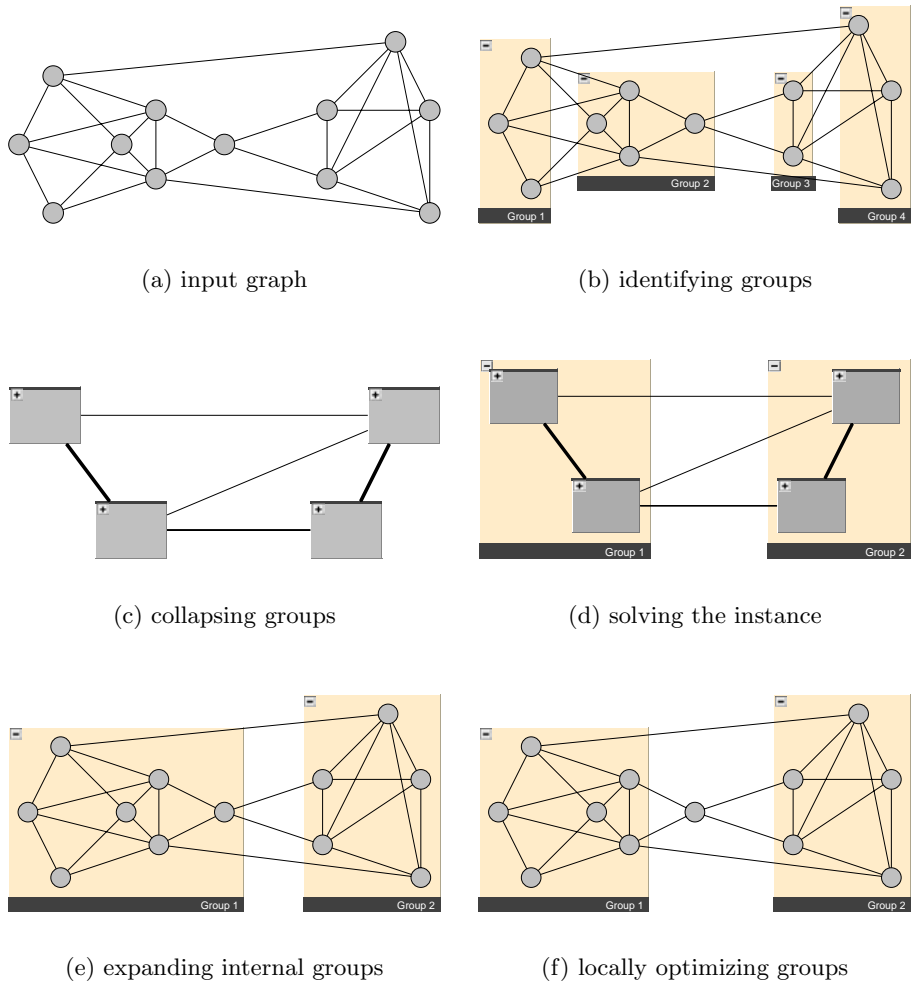 Group 1
Group 2
Group 3
Group 4
(a) input graph
(b) identifying groups
Group 1
Group 2
(c) collapsing groups
(d) solving the instance
Group 1
Group 2
Group 1
Group 2
(e) expanding internal groups
(f) locally optimizing groups